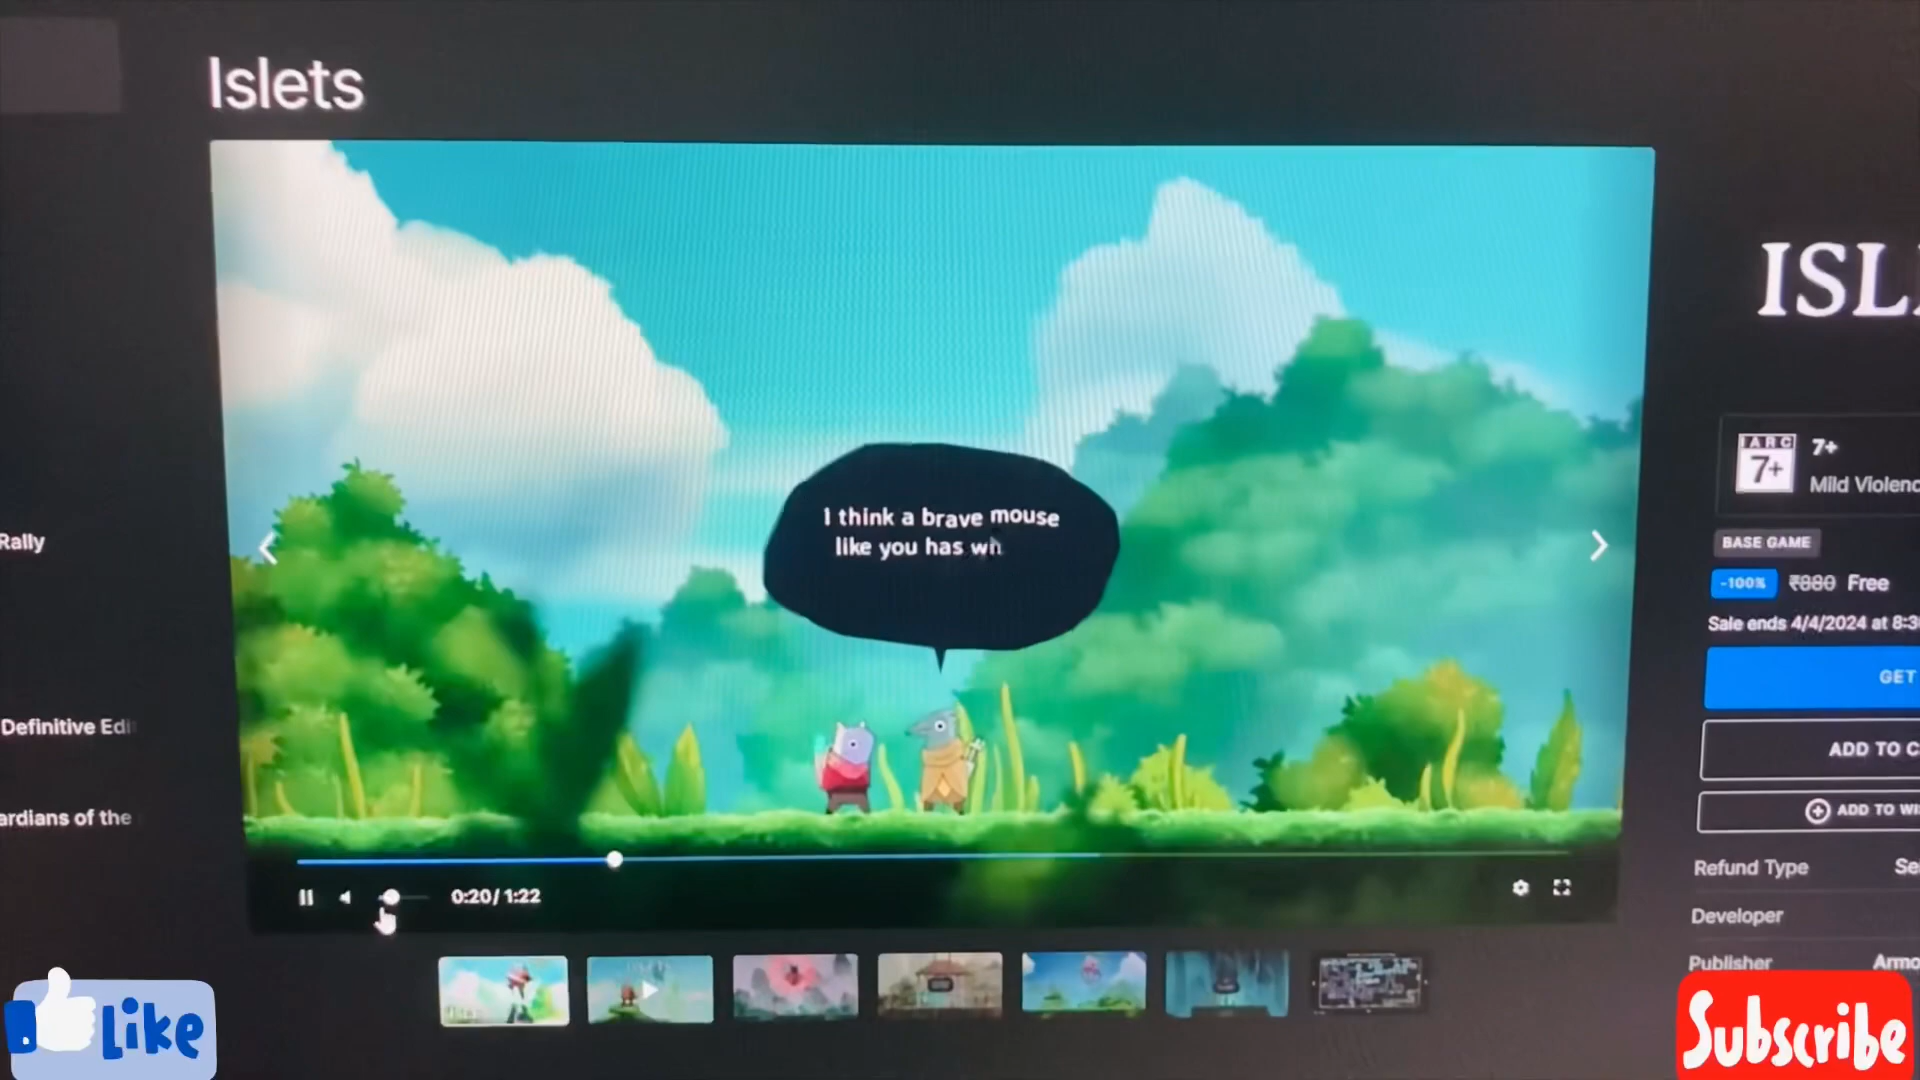 Islets
ISL
I think a brave mouse
like you has wh
Rally
Definitive Edi
ardians of the
0:20 / 1:22
IARC
7+
7+
Mild Violenc
BASE GAME
-100% ₹880 Free
Sale ends 4/4/2024 at 8:3
GET
ADD TO C
ADD TO WI
Refund Type Se
Developer
Publisher Armo
Like
Subscribe